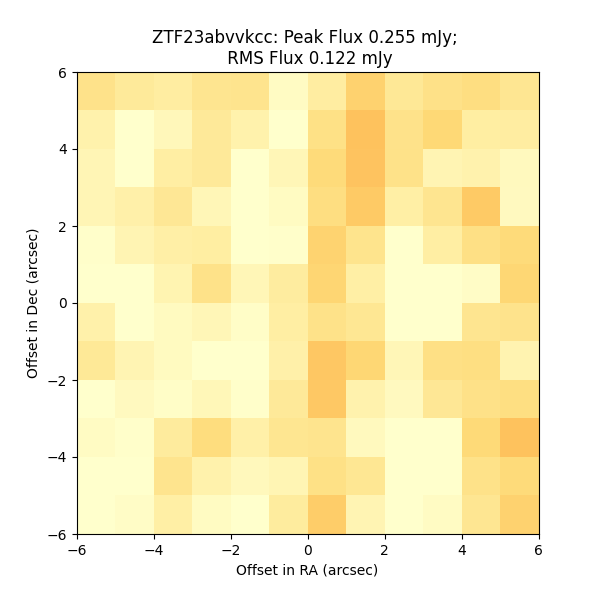 ZTF23abvvkcc: Peak Flux 0.255 mJy;
RMS Flux 0.122 mJy
6
4
2
0
−2
−4
−6
Offset in Dec (arcsec)
−6 −4 −2 0 2 4 6
Offset in RA (arcsec)